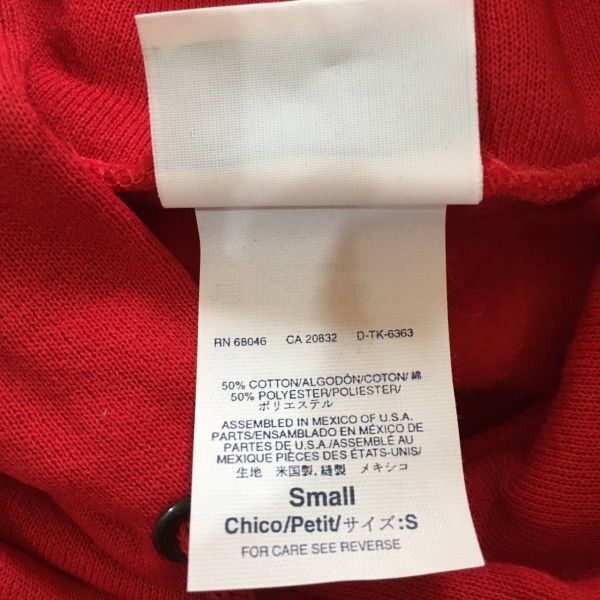 RN 68046 CA 20832 D-TK-6363
50% COTTON/ALGODÓN/COTON/綿
50% POLYESTER/POLIESTER/
ポリエステル
ASSEMBLED IN MEXICO OF U.S.A.
PARTS/ENSAMBLADO EN MÉXICO DE
PARTES DE U.S.A./ASSEMBLÉ AU
MEXIQUE PIÈCES DES ÉTATS-UNIS/
生地 米国製. 縫製 メキシコ
Small
Chico/Petit/サイズ:S
FOR CARE SEE REVERSE